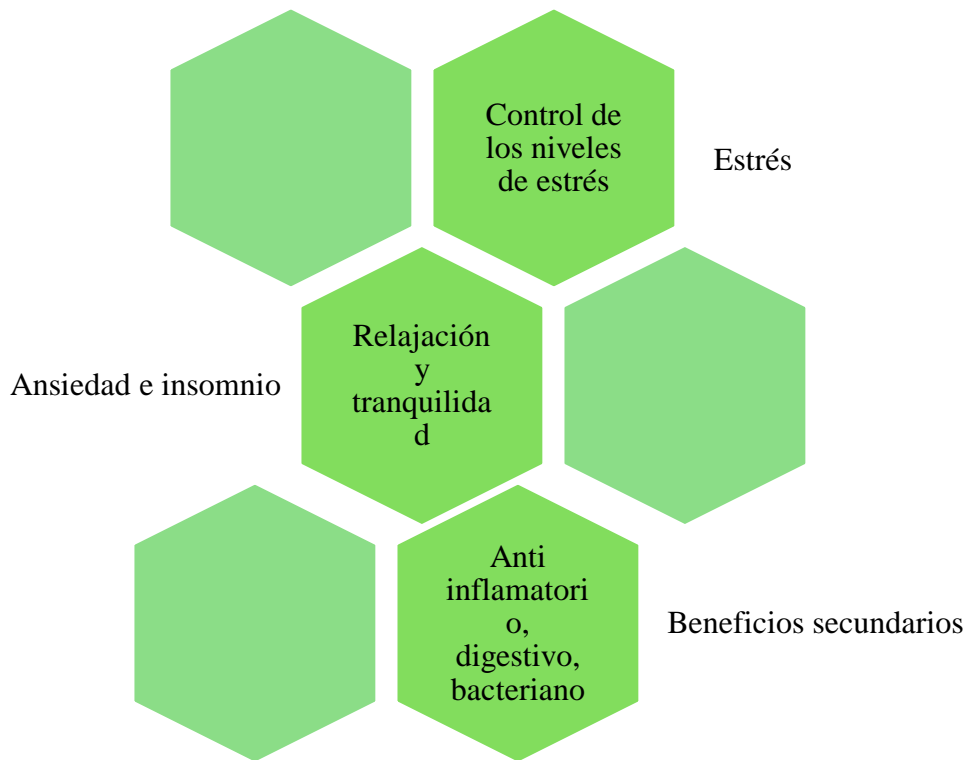 Control de
los niveles
de estrés
Estrés
Ansiedad e insomnio
Relajación
y
tranquilida
d
Anti
inflamatori
o,
digestivo,
bacteriano
Beneficios secundarios